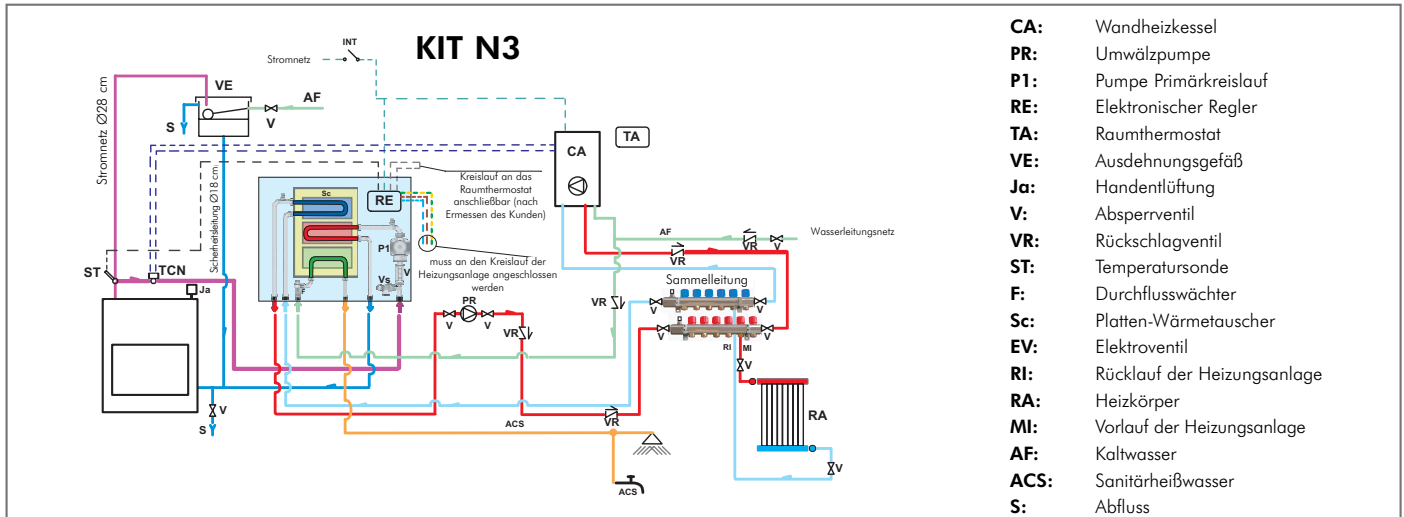 KIT N3
INT
Stromnetz
Stromnetz Ø28 cm
VE
AF
S
V
TA
CA
Kreislauf an das
Raumthermostat
anschließbar (nach
Ermessen des Kunden)
Sc
RE
Sicherheitsleitung Ø18 cm
P1
V
AF
VR
V
Wasserleitungsnetz
VR
muss an den Kreislauf der
Heizungsanlage angeschlossen
werden
ST
TCN
Ja
Vs
F
Sammelleitung
PR
V
V
VR
VR
V
V
V
V
RI
MI
V
RA
V
S
ACS
VR
V
ACS
CA: Wandheizkessel
PR: Umwälzpumpe
P1: Pumpe Primärkreislauf
RE: Elektronischer Regler
TA: Raumthermostat
VE: Ausdehnungsgefäß
Ja: Handentlüftung
V: Absperrventil
VR: Rückschlagventil
ST: Temperatursonde
F: Durchflusswächter
Sc: Platten-Wärmetauscher
EV: Elektroventil
RI: Rücklauf der Heizungsanlage
RA: Heizkörper
MI: Vorlauf der Heizungsanlage
AF: Kaltwasser
ACS: Sanitärheißwasser
S: Abfluss